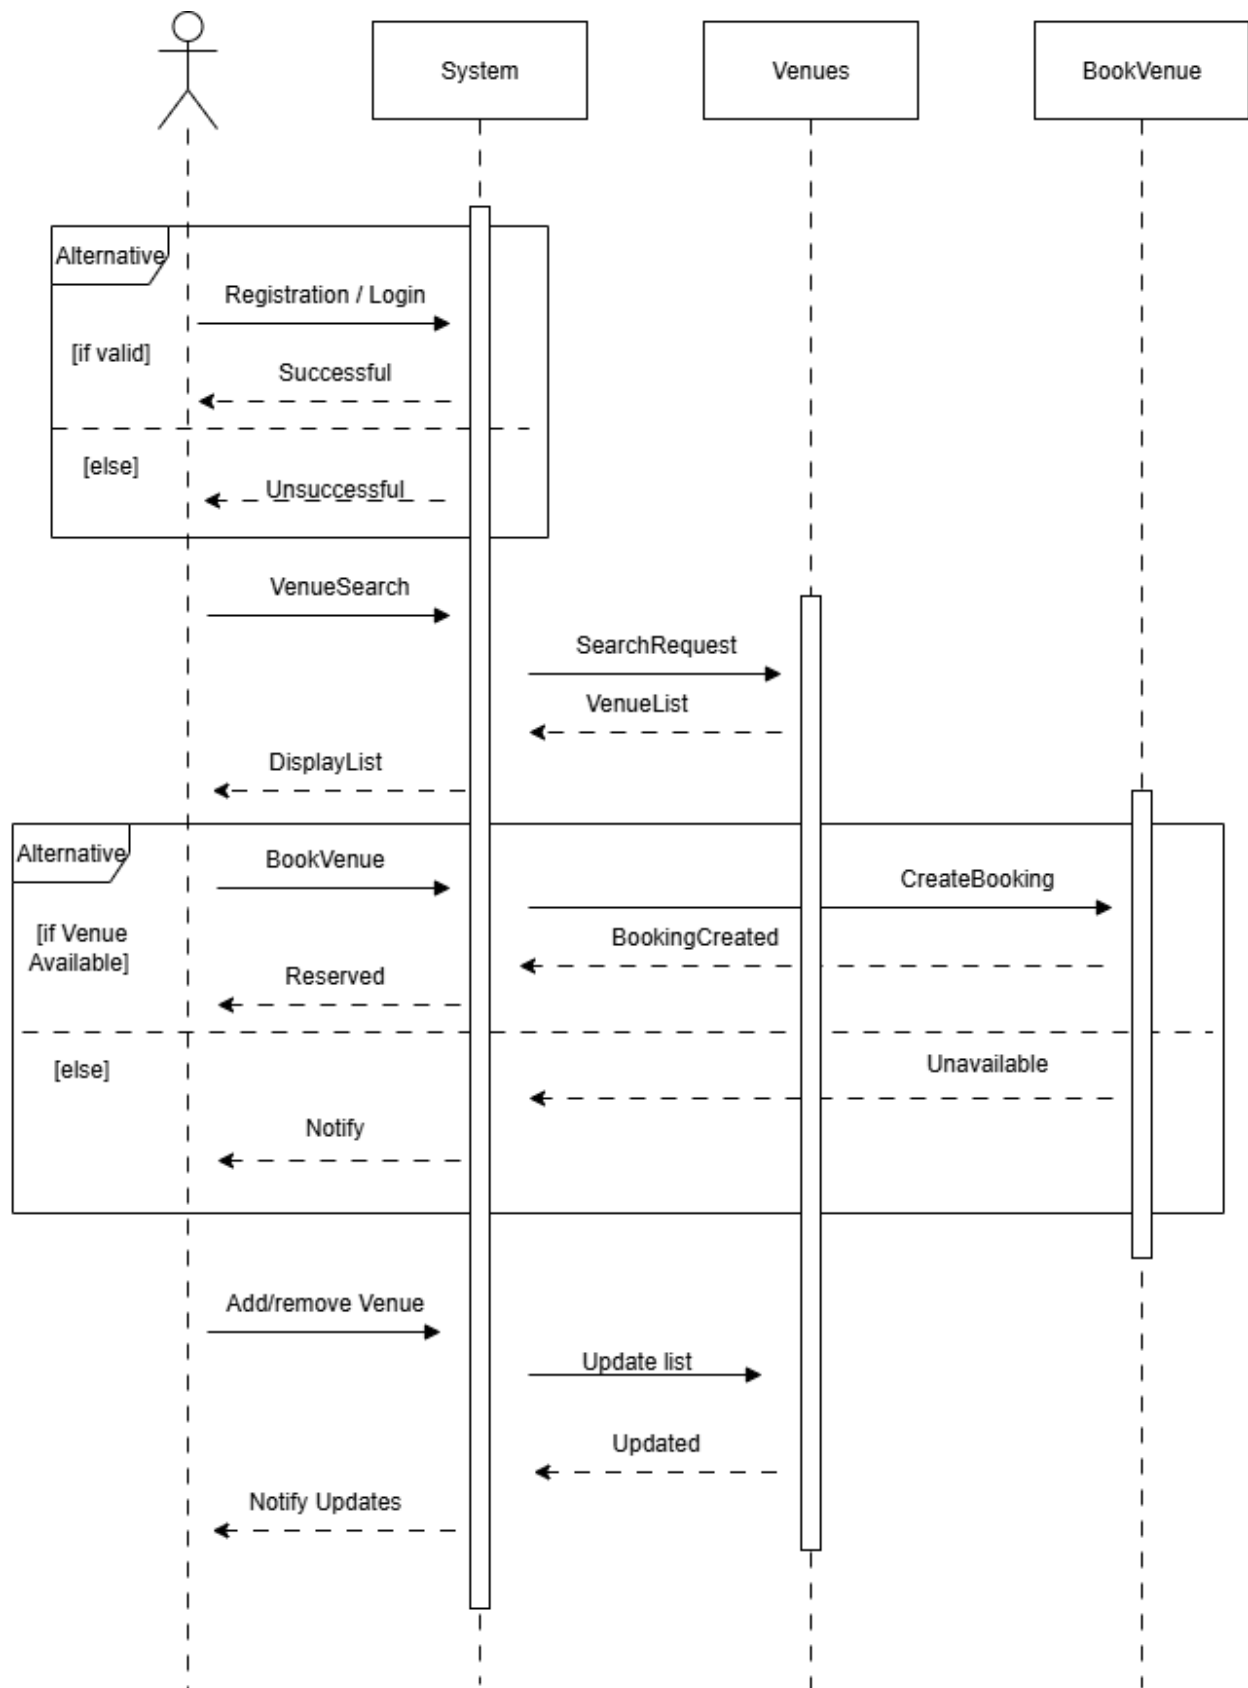 System
Venues
BookVenue
Alternative
Registration / Login
[if valid]
Successful
[else]
Unsuccessful
VenueSearch
SearchRequest
VenueList
DisplayList
Alternative
BookVenue
CreateBooking
[if Venue
Available]
BookingCreated
Reserved
[else]
Unavailable
Notify
Add/remove Venue
Update list
Updated
Notify Updates